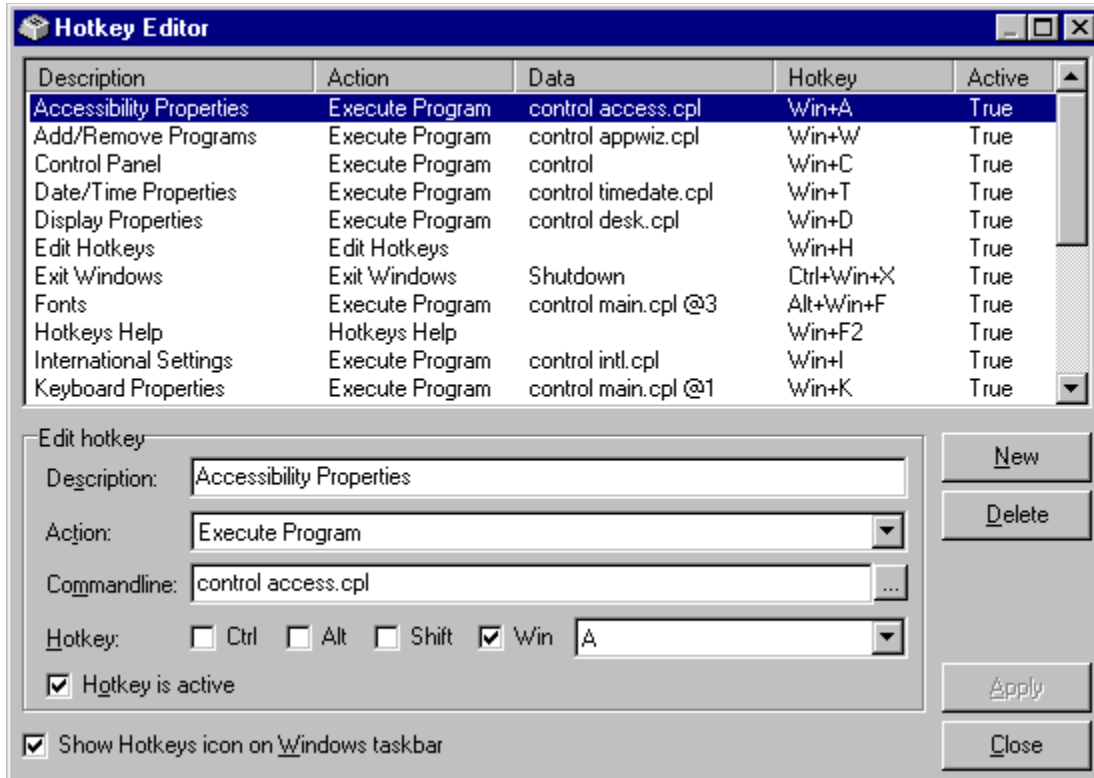 Hotkey Editor
Description Action Data Hotkey Active
Accessibility Properties Execute Program control access.cpl Win+A True
Add/Remove Programs Execute Program control appwiz.cpl Win+W True
Control Panel Execute Program control Win+C True
Date/Time Properties Execute Program control timedate.cpl Win+T True
Display Properties Execute Program control desk.cpl Win+D True
Edit Hotkeys Edit Hotkeys Win+H True
Exit Windows Exit Windows Shutdown Ctrl+Win+X True
Fonts Execute Program control main.cpl @3 Alt+Win+F True
Hotkeys Help Hotkeys Help Win+F2 True
International Settings Execute Program control intl.cpl Win+I True
Keyboard Properties Execute Program control main.cpl @1 Win+K True
Edit hotkey
Description: Accessibility Properties
Action: Execute Program
Commandline: control access.cpl ...
Hotkey: Ctrl Alt Shift Win A
Hotkey is active
Show Hotkeys icon on Windows taskbar
New
Delete
Apply
Close